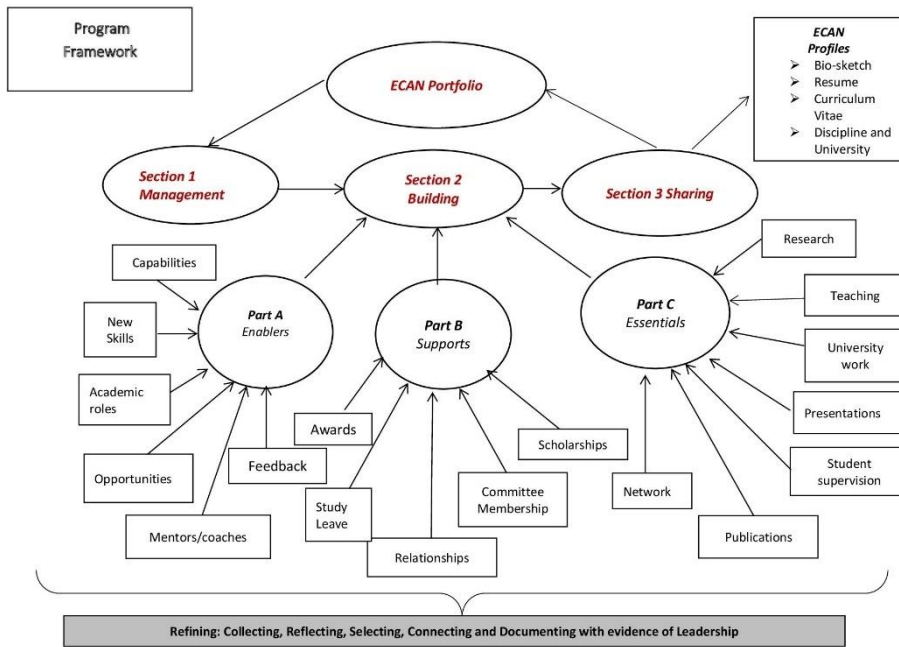 Program
Framework
ECAN Portfolio
ECAN
Profiles
➢ Bio-sketch
➢ Resume
➢ Curriculum
Vitae
➢ Discipline and
University
Section 1
Management
Section 2
Building
Section 3 Sharing
Capabilities
New
Skills
Academic
roles
Opportunities
Mentors/coaches
Feedback
Part A
Enablers
Part B
Supports
Part C
Essentials
Awards
Study
Leave
Relationships
Committee
Membership
Scholarships
Research
Teaching
University
work
Presentations
Student
supervision
Publications
Network
Refining: Collecting, Reflecting, Selecting, Connecting and Documenting with evidence of Leadership